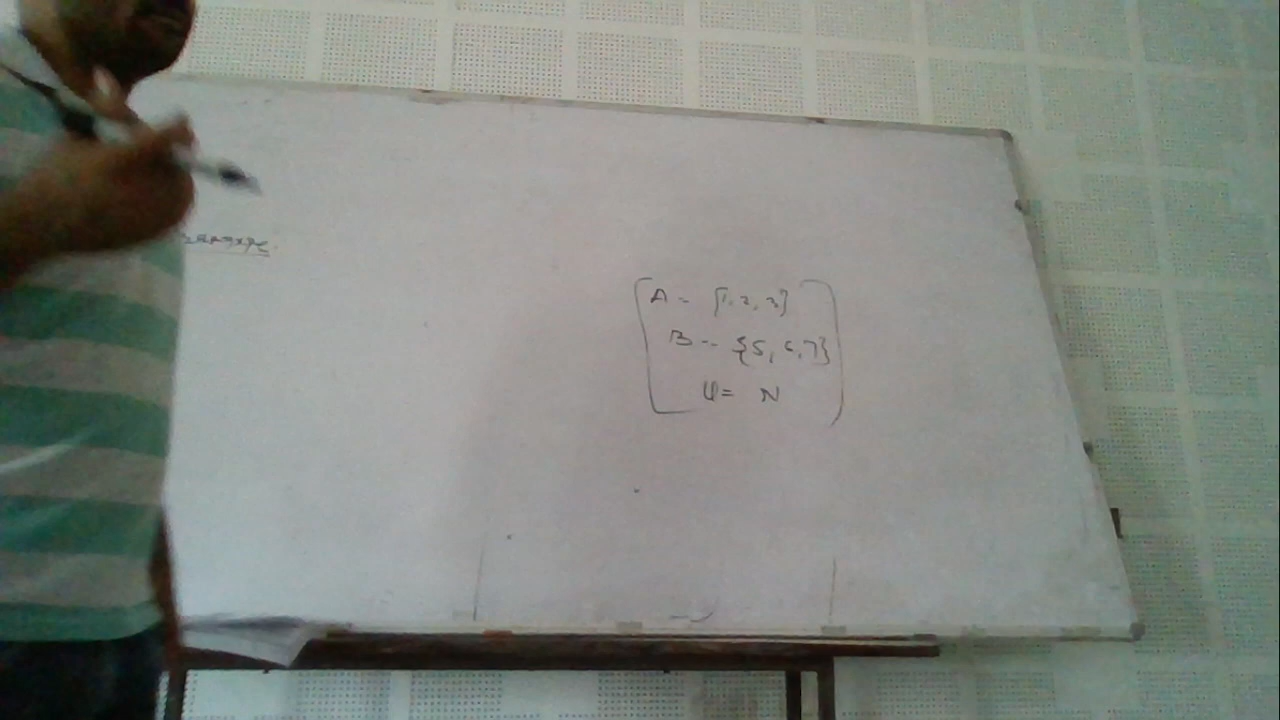 A = {1, 2, 3}
B = {5, 6, 7}
U = N